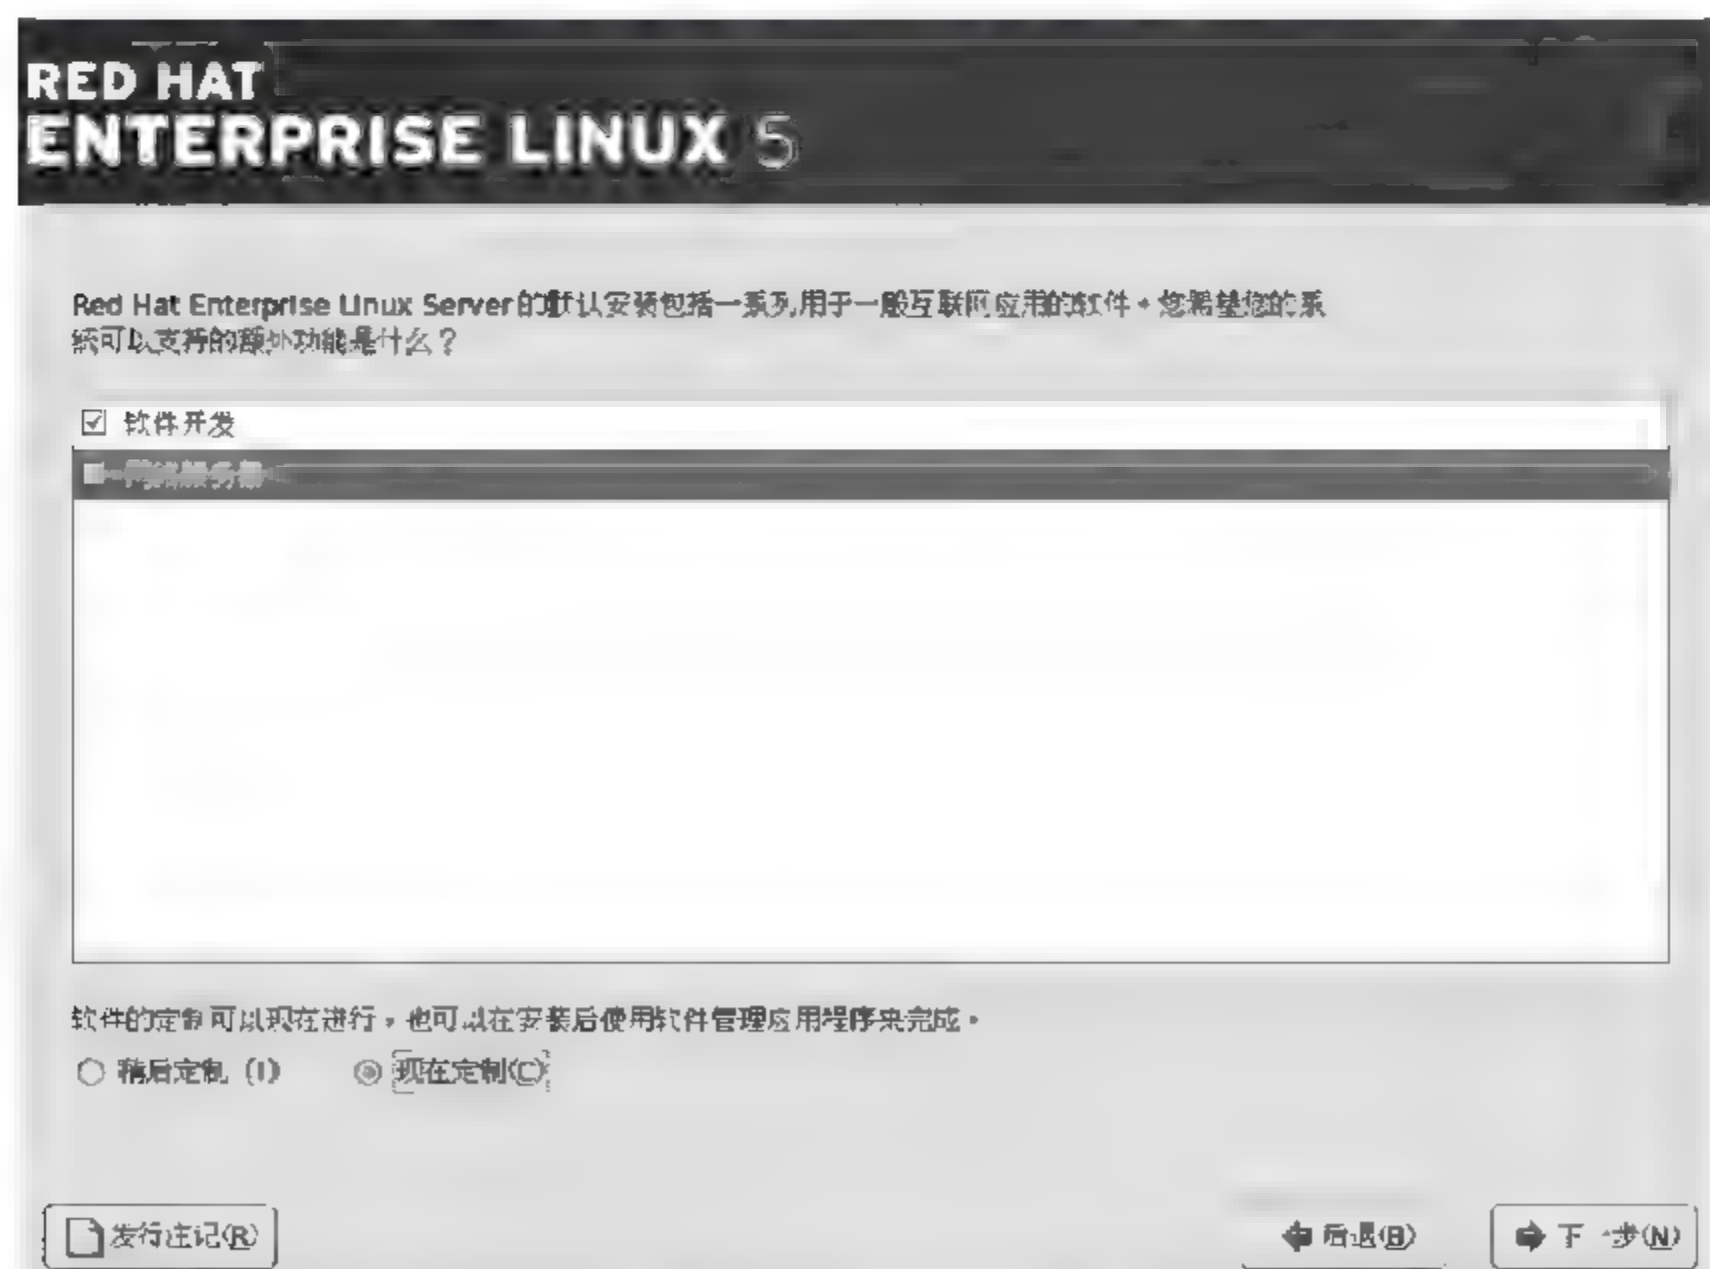 RED HAT
ENTERPRISE LINUX 5
Red Hat Enterprise Linux Server的默认安装包括一系列用于一般互联网应用的软件。您希望您的系
统可以支持的额外功能是什么？
软件开发
网络服务器
软件的定制可以现在进行，也可以在安装后使用软件管理应用程序来完成。
稍后定制 (l) 现在定制(C)
发行注记(R) 后退(B) 下一步(N)